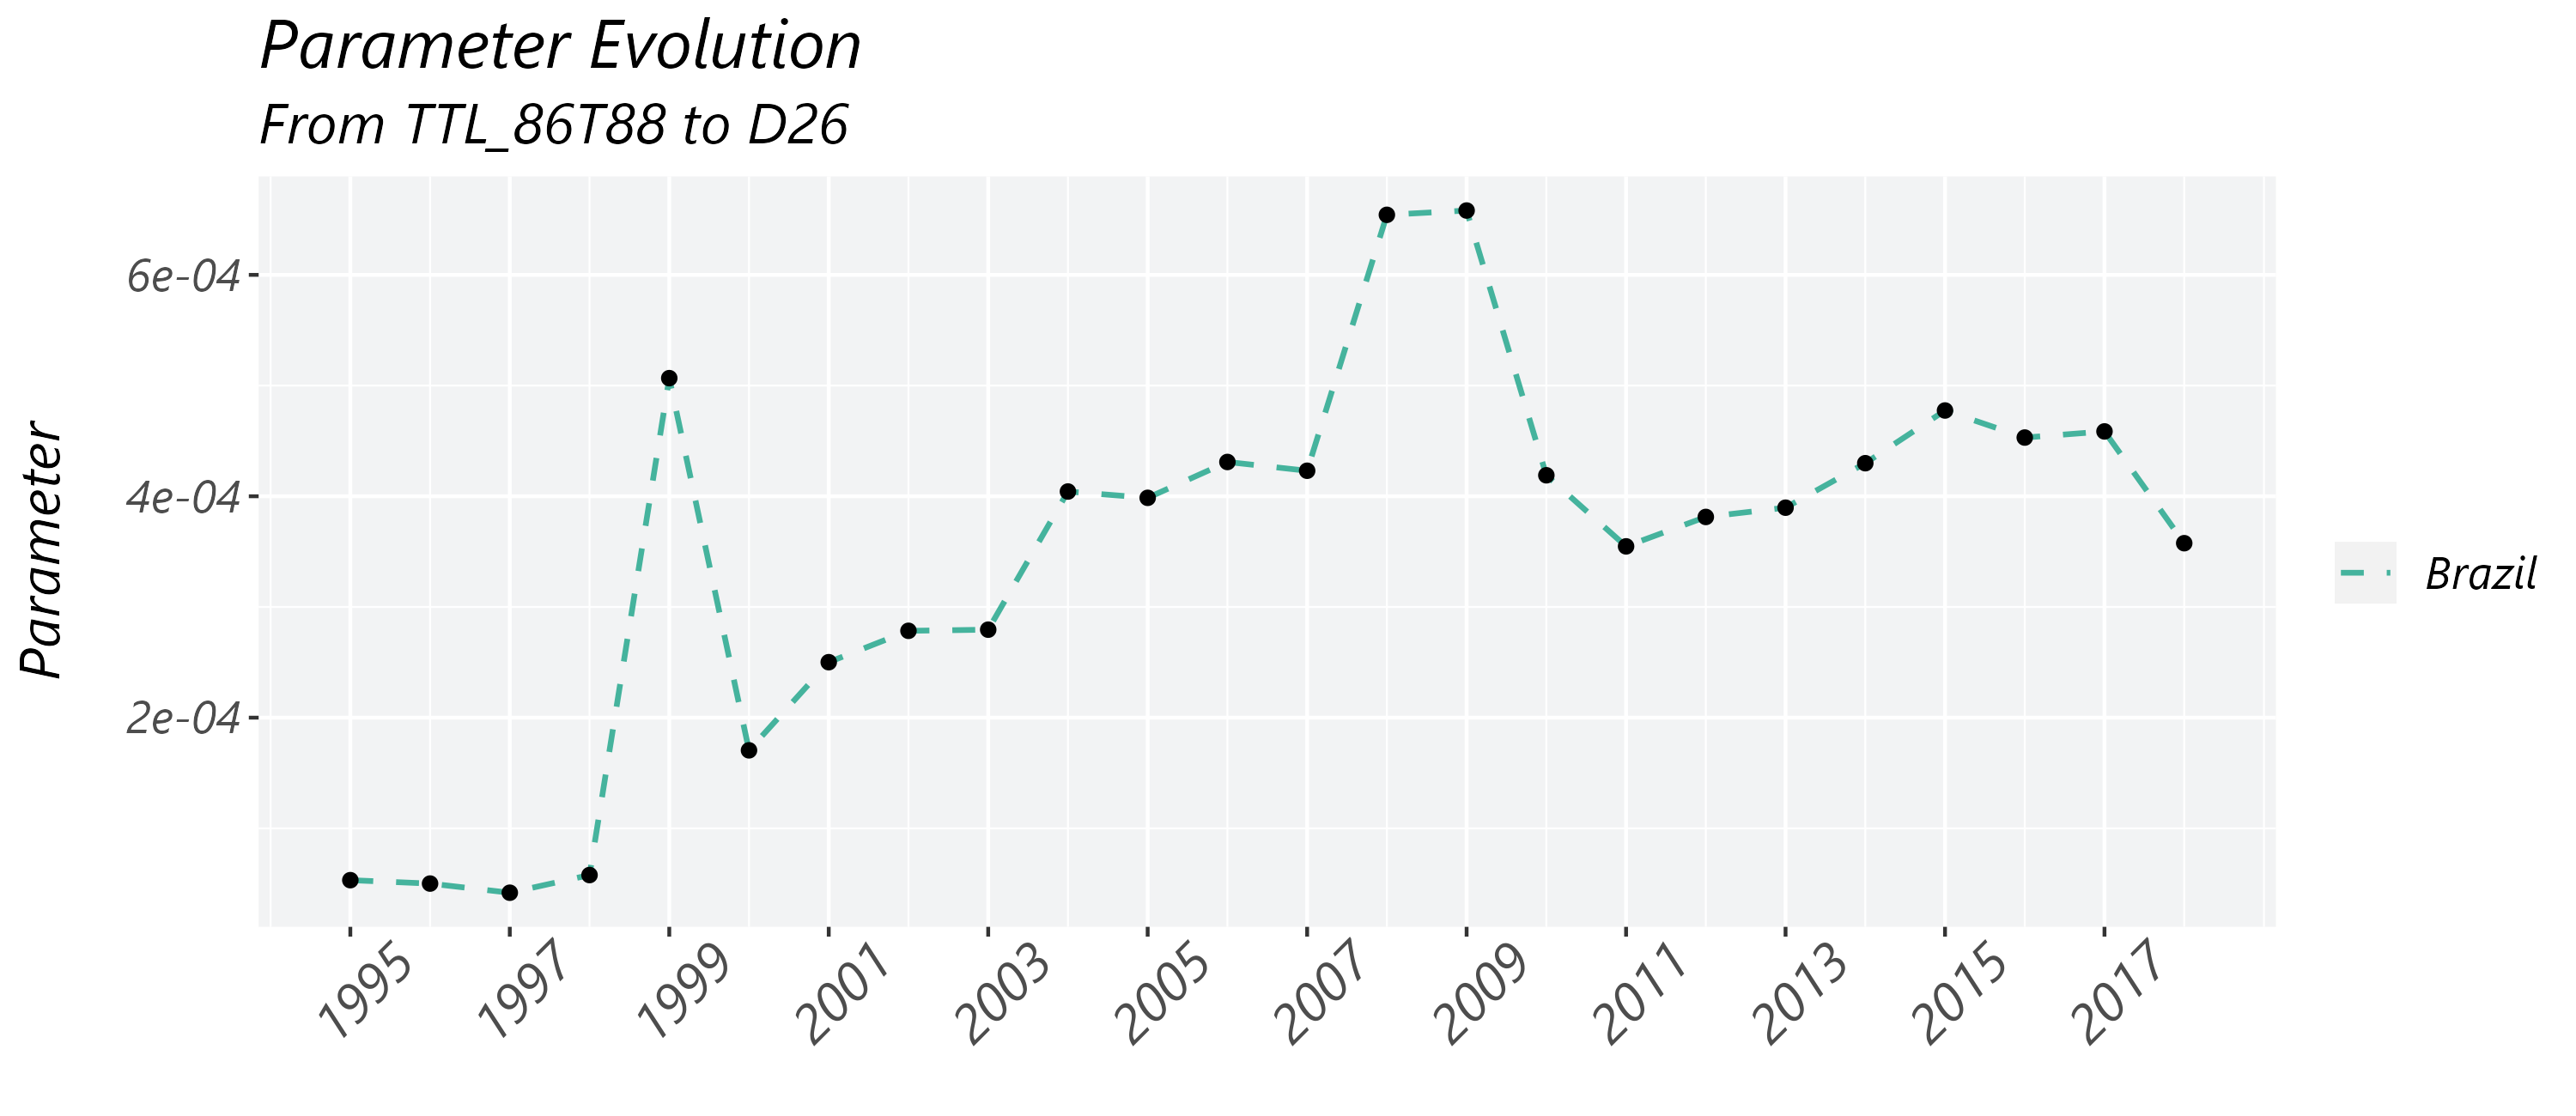 Parameter Evolution
From TTL_86T88 to D26
Parameter
6e-04
4e-04
2e-04
1995
1997
1999
2001
2003
2005
2007
2009
2011
2013
2015
2017
Brazil